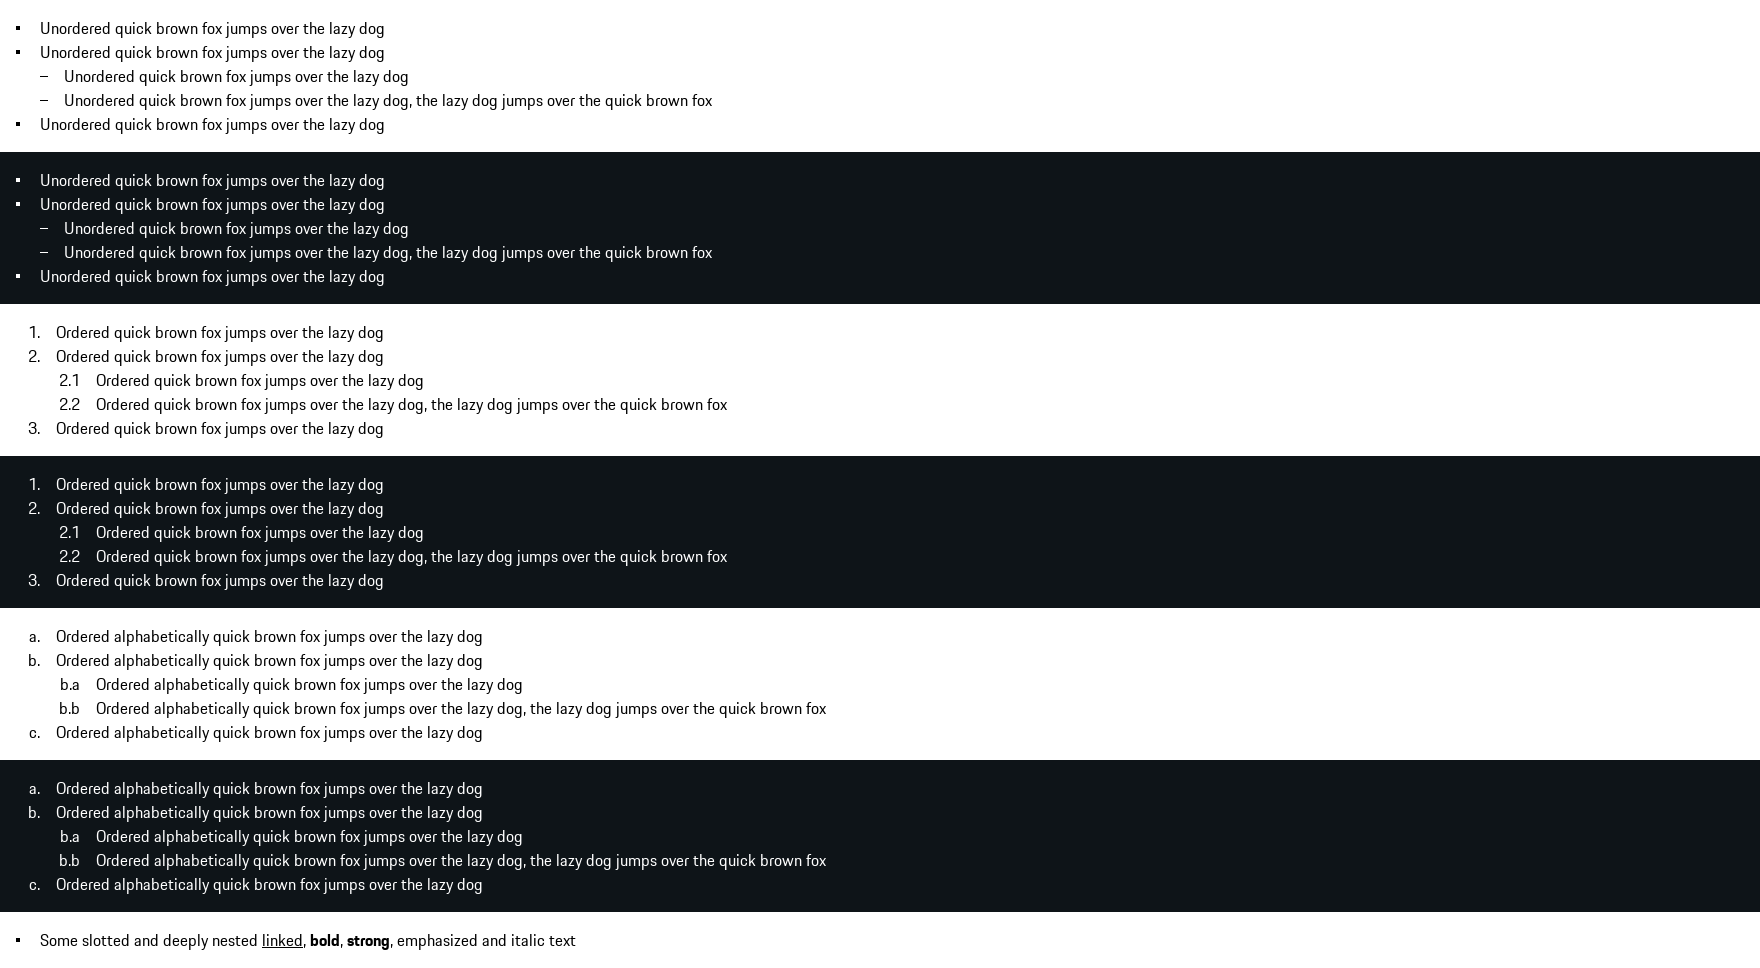 ▪ Unordered quick brown fox jumps over the lazy dog
▪ Unordered quick brown fox jumps over the lazy dog
– Unordered quick brown fox jumps over the lazy dog
– Unordered quick brown fox jumps over the lazy dog, the lazy dog jumps over the quick brown fox
▪ Unordered quick brown fox jumps over the lazy dog
▪ Unordered quick brown fox jumps over the lazy dog
▪ Unordered quick brown fox jumps over the lazy dog
– Unordered quick brown fox jumps over the lazy dog
– Unordered quick brown fox jumps over the lazy dog, the lazy dog jumps over the quick brown fox
▪ Unordered quick brown fox jumps over the lazy dog
1. Ordered quick brown fox jumps over the lazy dog
2. Ordered quick brown fox jumps over the lazy dog
2.1 Ordered quick brown fox jumps over the lazy dog
2.2 Ordered quick brown fox jumps over the lazy dog, the lazy dog jumps over the quick brown fox
3. Ordered quick brown fox jumps over the lazy dog
1. Ordered quick brown fox jumps over the lazy dog
2. Ordered quick brown fox jumps over the lazy dog
2.1 Ordered quick brown fox jumps over the lazy dog
2.2 Ordered quick brown fox jumps over the lazy dog, the lazy dog jumps over the quick brown fox
3. Ordered quick brown fox jumps over the lazy dog
a. Ordered alphabetically quick brown fox jumps over the lazy dog
b. Ordered alphabetically quick brown fox jumps over the lazy dog
b.a Ordered alphabetically quick brown fox jumps over the lazy dog
b.b Ordered alphabetically quick brown fox jumps over the lazy dog, the lazy dog jumps over the quick brown fox
c. Ordered alphabetically quick brown fox jumps over the lazy dog
a. Ordered alphabetically quick brown fox jumps over the lazy dog
b. Ordered alphabetically quick brown fox jumps over the lazy dog
b.a Ordered alphabetically quick brown fox jumps over the lazy dog
b.b Ordered alphabetically quick brown fox jumps over the lazy dog, the lazy dog jumps over the quick brown fox
c. Ordered alphabetically quick brown fox jumps over the lazy dog
▪ Some slotted and deeply nested linked, bold, strong, emphasized and italic text